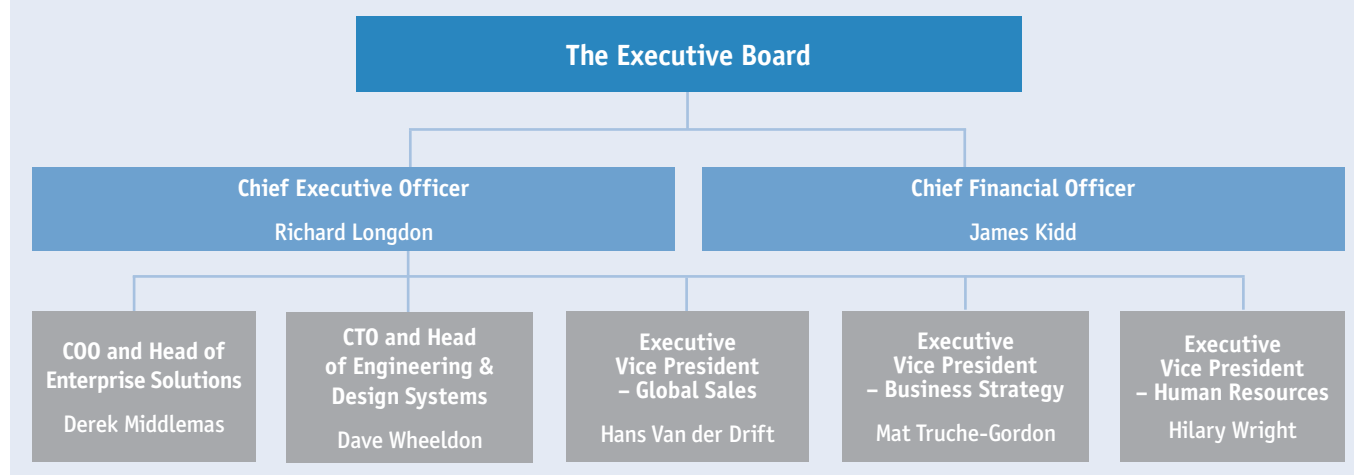 The Executive Board
Chief Executive Officer
Richard Longdon
Chief Financial Officer
James Kidd
COO and Head of
Enterprise Solutions
Derek Middlemas
CTO and Head
of Engineering &
Design Systems
Dave Wheeldon
Executive
Vice President
– Global Sales
Hans Van der Drift
Executive
Vice President
– Business Strategy
Mat Truche-Gordon
Executive
Vice President
– Human Resources
Hilary Wright